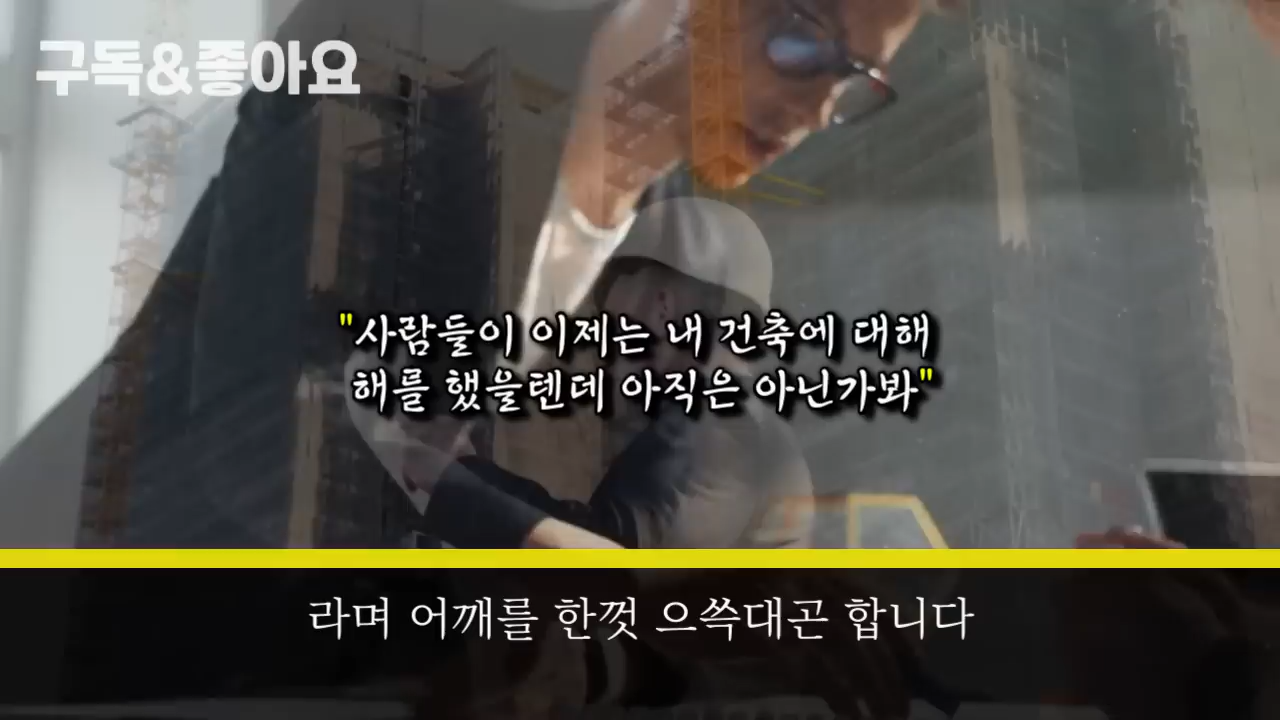 구독&좋아요
"사람들이 이제는 내 건축에 대해
해를 했을텐데 아직은 아닌가봐"
라며 어깨를 한껏 으쓱대곤 합니다